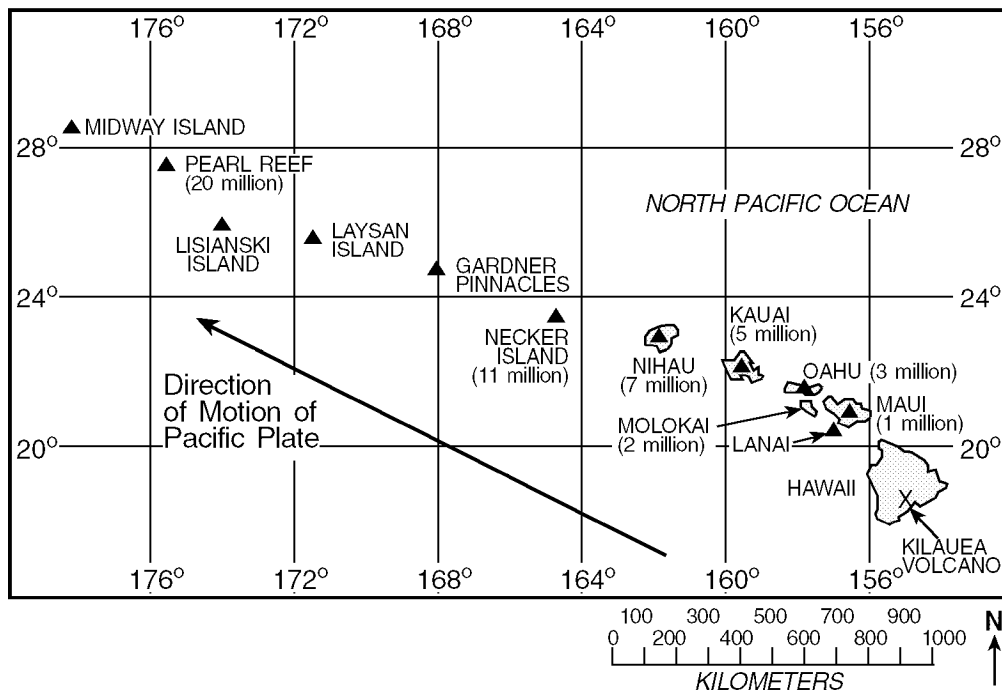 176° 172° 168° 164° 160° 156°
MIDWAY ISLAND
28° 28°
PEARL REEF
(20 million)
NORTH PACIFIC OCEAN
LISIANSKI
ISLAND
LAYSAN
ISLAND
GARDNER
PINNACLES
24° 24°
NECKER
ISLAND
(11 million)
NIHAU
(7 million)
KAUAI
(5 million)
OAHU (3 million)
MAUI
(1 million)
MOLOKAI
(2 million)
LANAI
Direction
of Motion of
Pacific Plate
20° 20°
HAWAII
X
KILAUEA
VOLCANO
176° 172° 168° 164° 160° 156°
100 300 500 700 900
0 200 400 600 800 1000
KILOMETERS
N